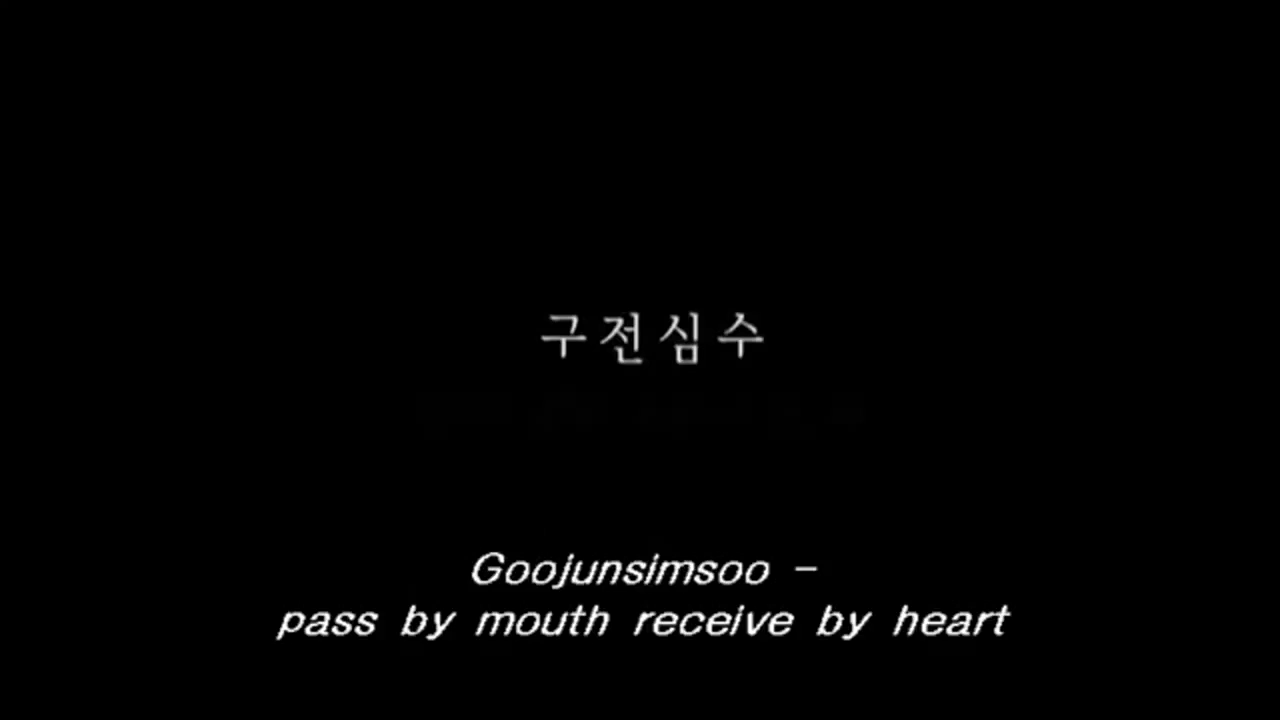 구전심수
Goojunsimsoo -
pass by mouth receive by heart